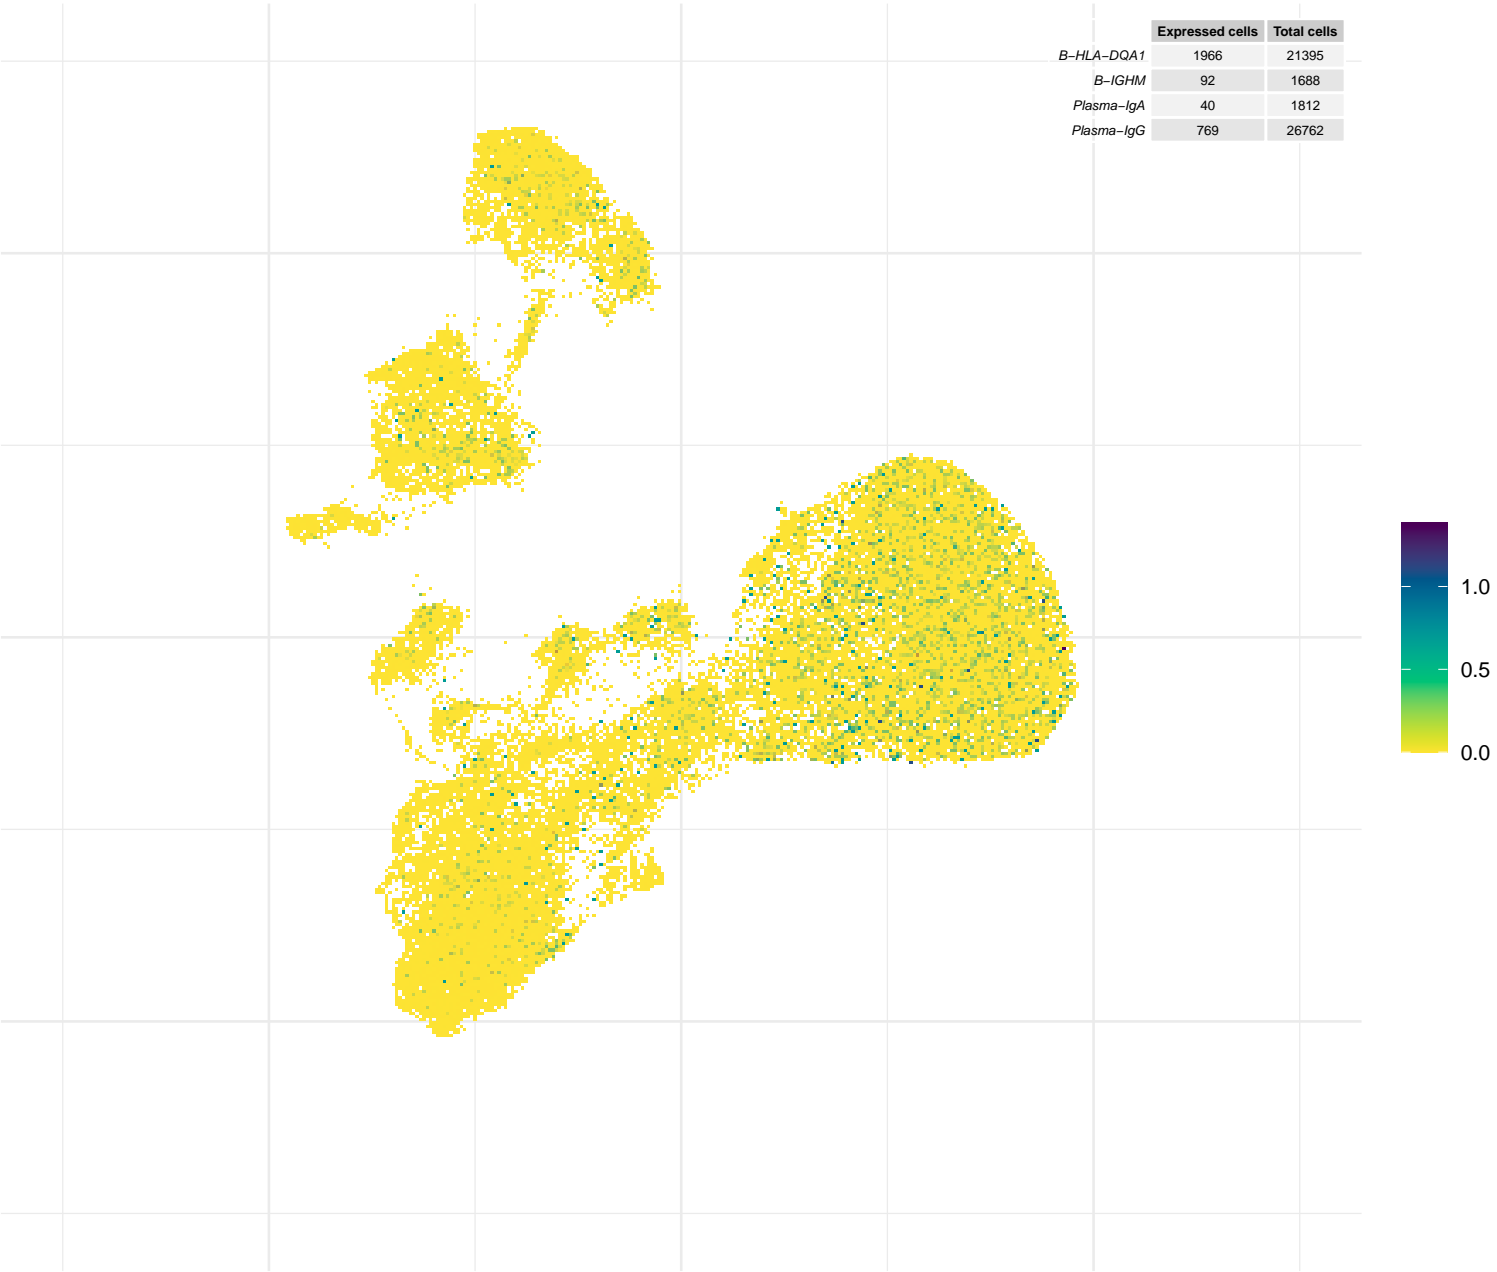 Expressed cells Total cells
B−HLA−DQA1 1966 21395
B−IGHM 92 1688
Plasma−IgA 40 1812
Plasma−IgG 769 26762
1.0
0.5
0.0